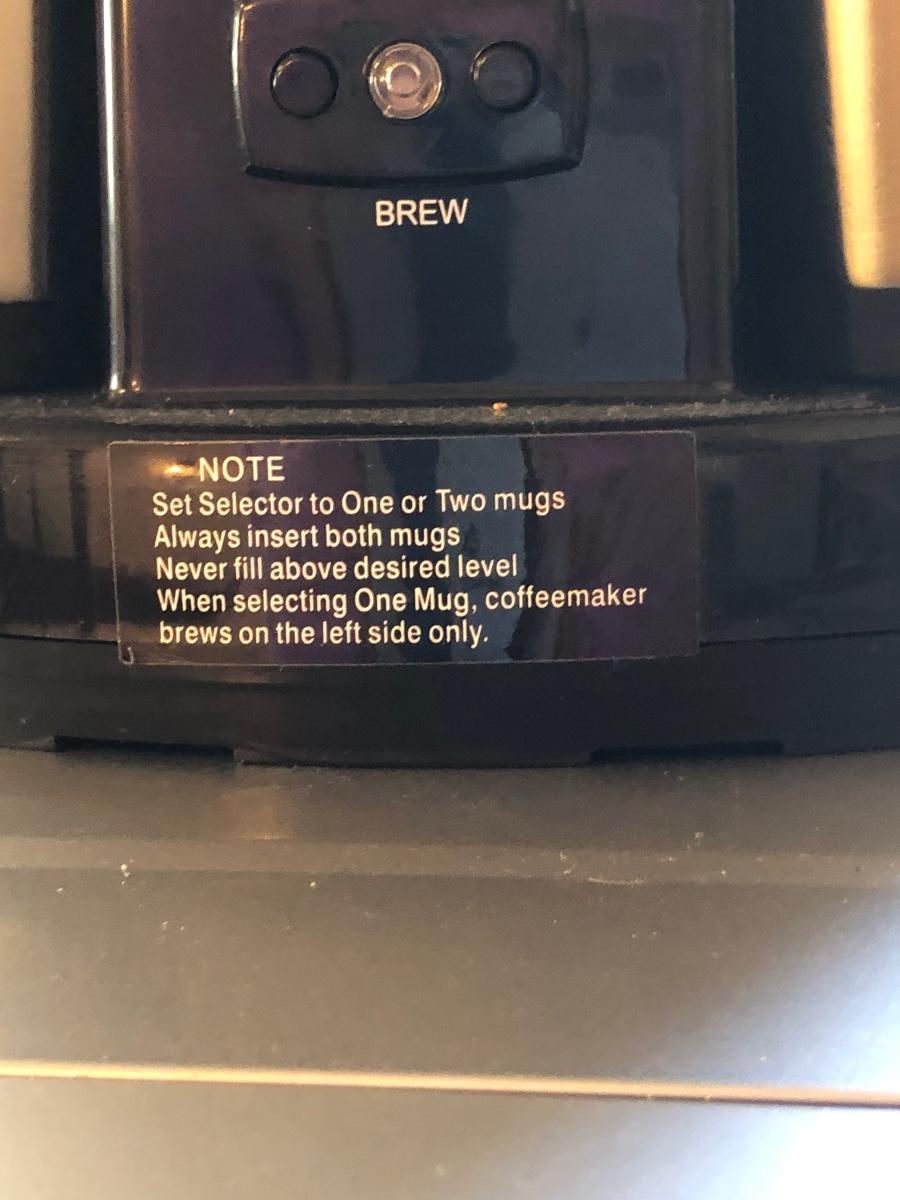 BREW
NOTE
Set Selector to One or Two mugs
Always insert both mugs
Never fill above desired level
When selecting One Mug, coffeemaker
brews on the left side only.